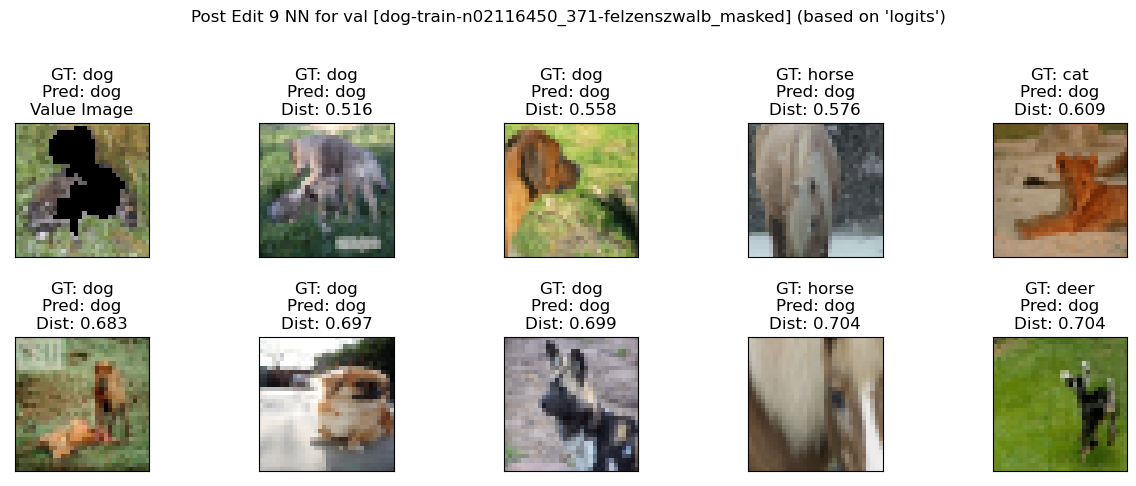 Post Edit 9 NN for val [dog-train-n02116450_371-felzenszwalb_masked] (based on 'logits')
GT: dog
Pred: dog
Value Image
GT: dog
Pred: dog
Dist: 0.516
GT: dog
Pred: dog
Dist: 0.558
GT: horse
Pred: dog
Dist: 0.576
GT: cat
Pred: dog
Dist: 0.609
GT: dog
Pred: dog
Dist: 0.683
GT: dog
Pred: dog
Dist: 0.697
GT: dog
Pred: dog
Dist: 0.699
GT: horse
Pred: dog
Dist: 0.704
GT: deer
Pred: dog
Dist: 0.704